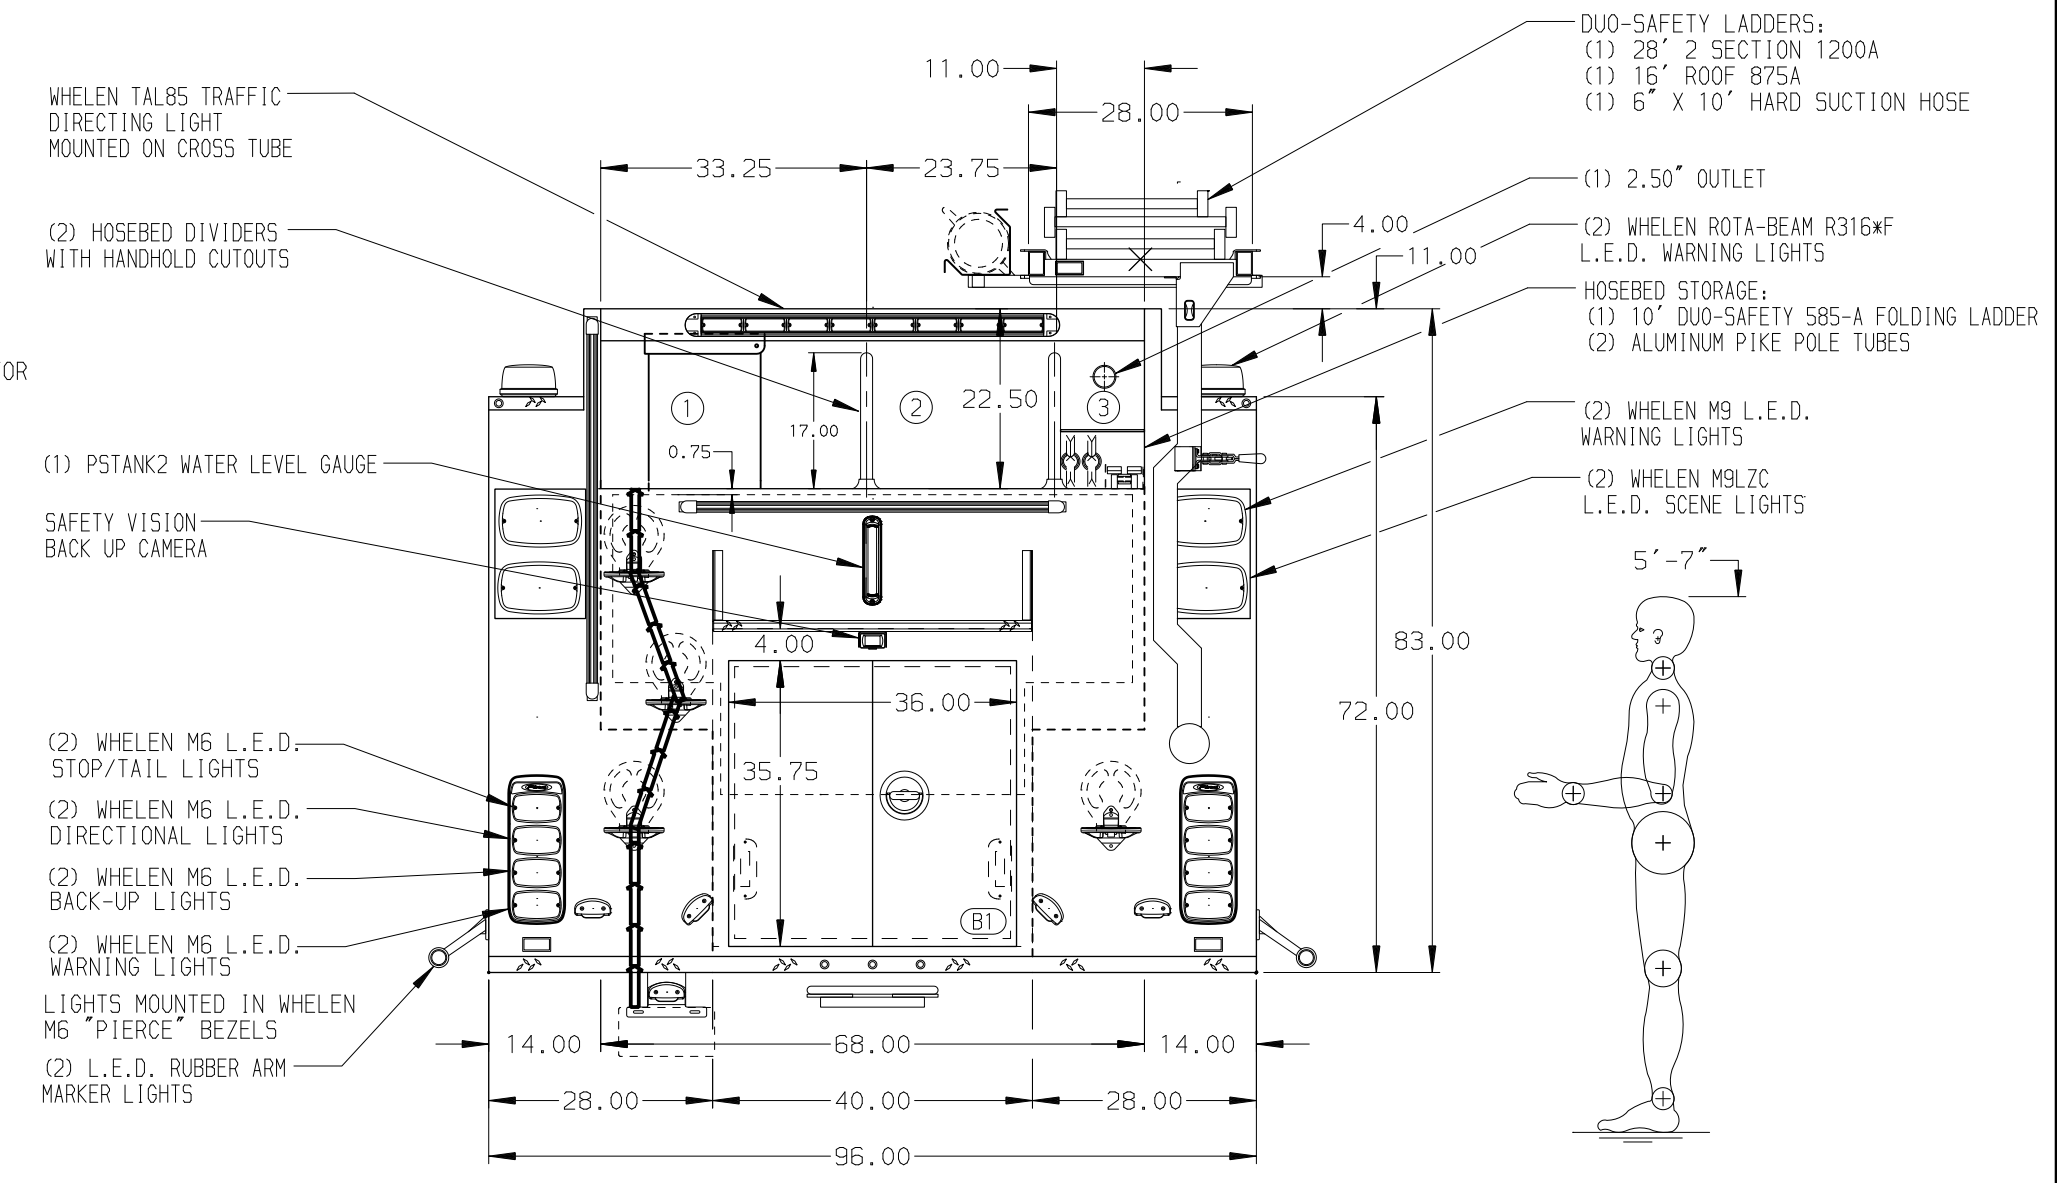 WHELEN TAL85 TRAFFIC
DIRECTING LIGHT
MOUNTED ON CROSS TUBE
(2) HOSEBED DIVIDERS
WITH HANDHOLD CUTOUTS
OR
(1) PSTANK2 WATER LEVEL GAUGE
SAFETY VISION
BACK UP CAMERA
(2) WHELEN M6 L.E.D.
STOP/TAIL LIGHTS
(2) WHELEN M6 L.E.D.
DIRECTIONAL LIGHTS
(2) WHELEN M6 L.E.D.
BACK-UP LIGHTS
(2) WHELEN M6 L.E.D.
WARNING LIGHTS
LIGHTS MOUNTED IN WHELEN
M6 "PIERCE" BEZELS
(2) L.E.D. RUBBER ARM
MARKER LIGHTS
11.00
28.00
33.25
23.75
4.00
11.00
1
2
3
22.50
17.00
0.75
4.00
36.00
35.75
B1
83.00
72.00
14.00
68.00
14.00
28.00
40.00
28.00
96.00
DUO-SAFETY LADDERS:
(1) 28' 2 SECTION 1200A
(1) 16' ROOF 875A
(1) 6" X 10' HARD SUCTION HOSE
(1) 2.50" OUTLET
(2) WHELEN ROTA-BEAM R316*F
L.E.D. WARNING LIGHTS
HOSEBED STORAGE:
(1) 10' DUO-SAFETY 585-A FOLDING LADDER
(2) ALUMINUM PIKE POLE TUBES
(2) WHELEN M9 L.E.D.
WARNING LIGHTS
(2) WHELEN M9LZC
L.E.D. SCENE LIGHTS
5'-7"